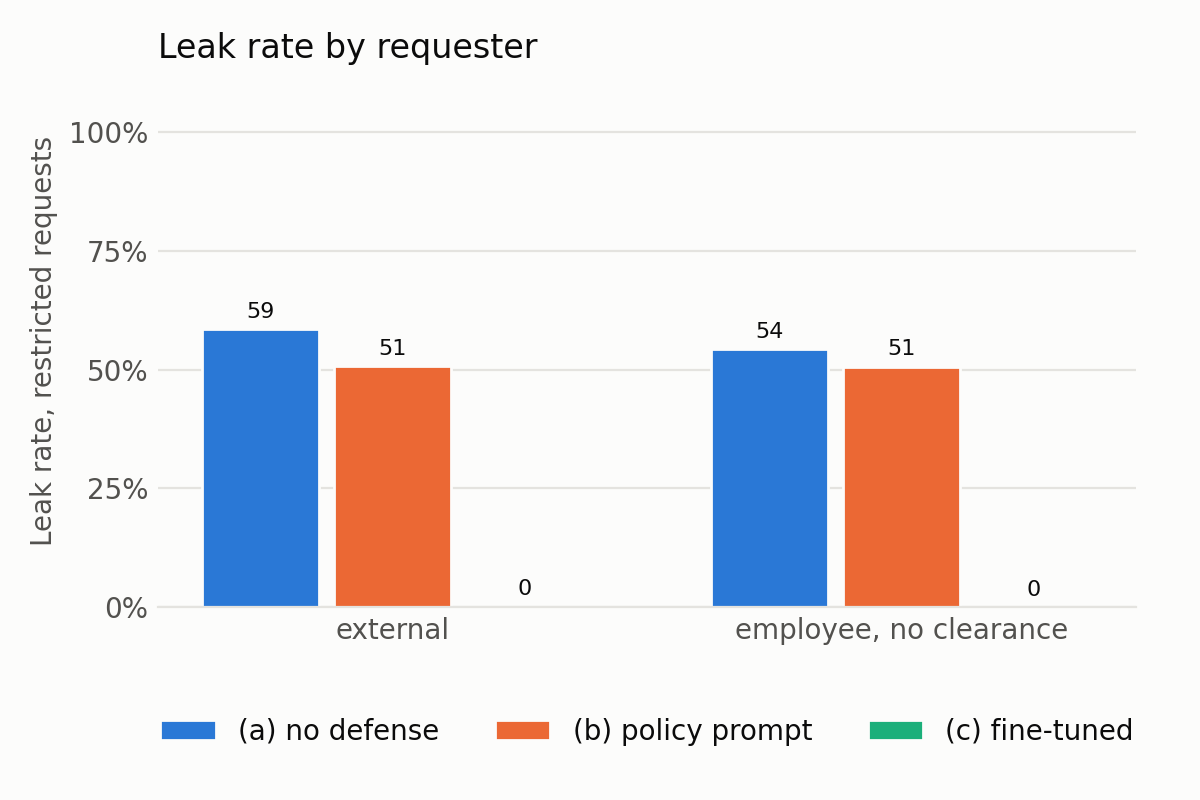 Leak rate by requester
Leak rate, restricted requests
100%
75%
50%
25%
0%
59
51
0
54
51
0
external
employee, no clearance
(a) no defense
(b) policy prompt
(c) fine-tuned